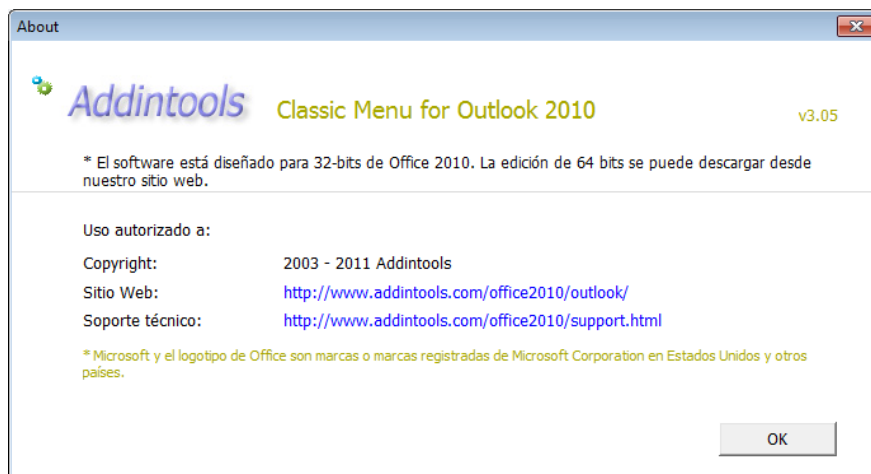 About
Addintools Classic Menu for Outlook 2010 v3.05
* El software está diseñado para 32-bits de Office 2010. La edición de 64 bits se puede descargar desde
nuestro sitio web.
Uso autorizado a:
Copyright: 2003 - 2011 Addintools
Sitio Web: http://www.addintools.com/office2010/outlook/
Soporte técnico: http://www.addintools.com/office2010/support.html
* Microsoft y el logotipo de Office son marcas o marcas registradas de Microsoft Corporation en Estados Unidos y otros
países.
OK